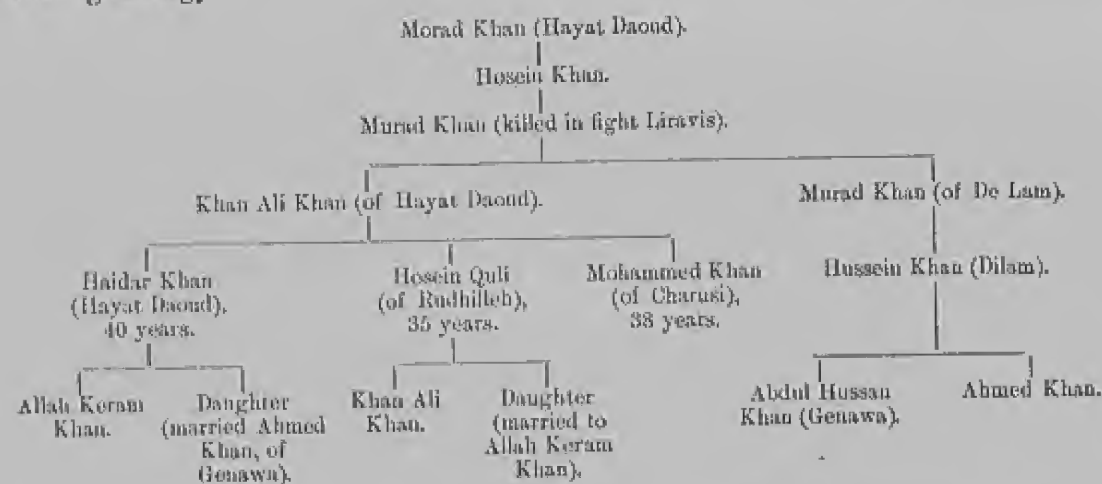 Morad Khan (Hayat Daoud).
Hosein Khan.
Murad Khan (killed in fight Liravis).
Khan Ali Khan (of Hayat Daoud).
Murad Khan (of De Lam).
Haidar Khan
(Hayat Daoud),
40 years.
Hosein Quli
(of Rudhilleh),
35 years.
Mohammed Khan
(of Charusi),
38 years.
Hussein Khan (Dilam).
Allah Keram
Khan.
Daughter
(married Ahmed
Khan, of
Genawa).
Khan Ali
Khan.
Daughter
(married to
Allah Keram
Khan).
Abdul Hussan
Khan (Genawa).
Ahmed Khan.